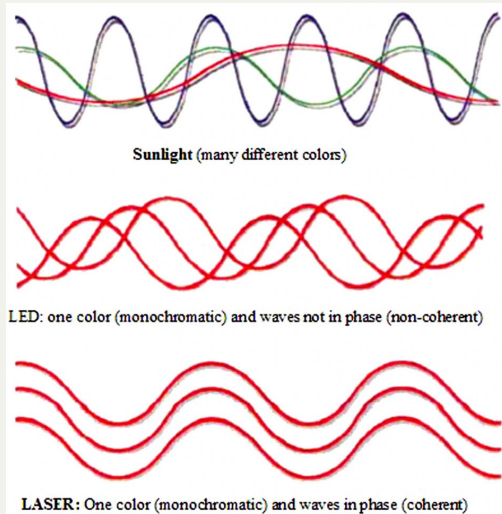 Sunlight (many different colors)
LED: one color (monochromatic) and waves not in phase (non-coherent)
LASER: One color (monochromatic) and waves in phase (coherent)